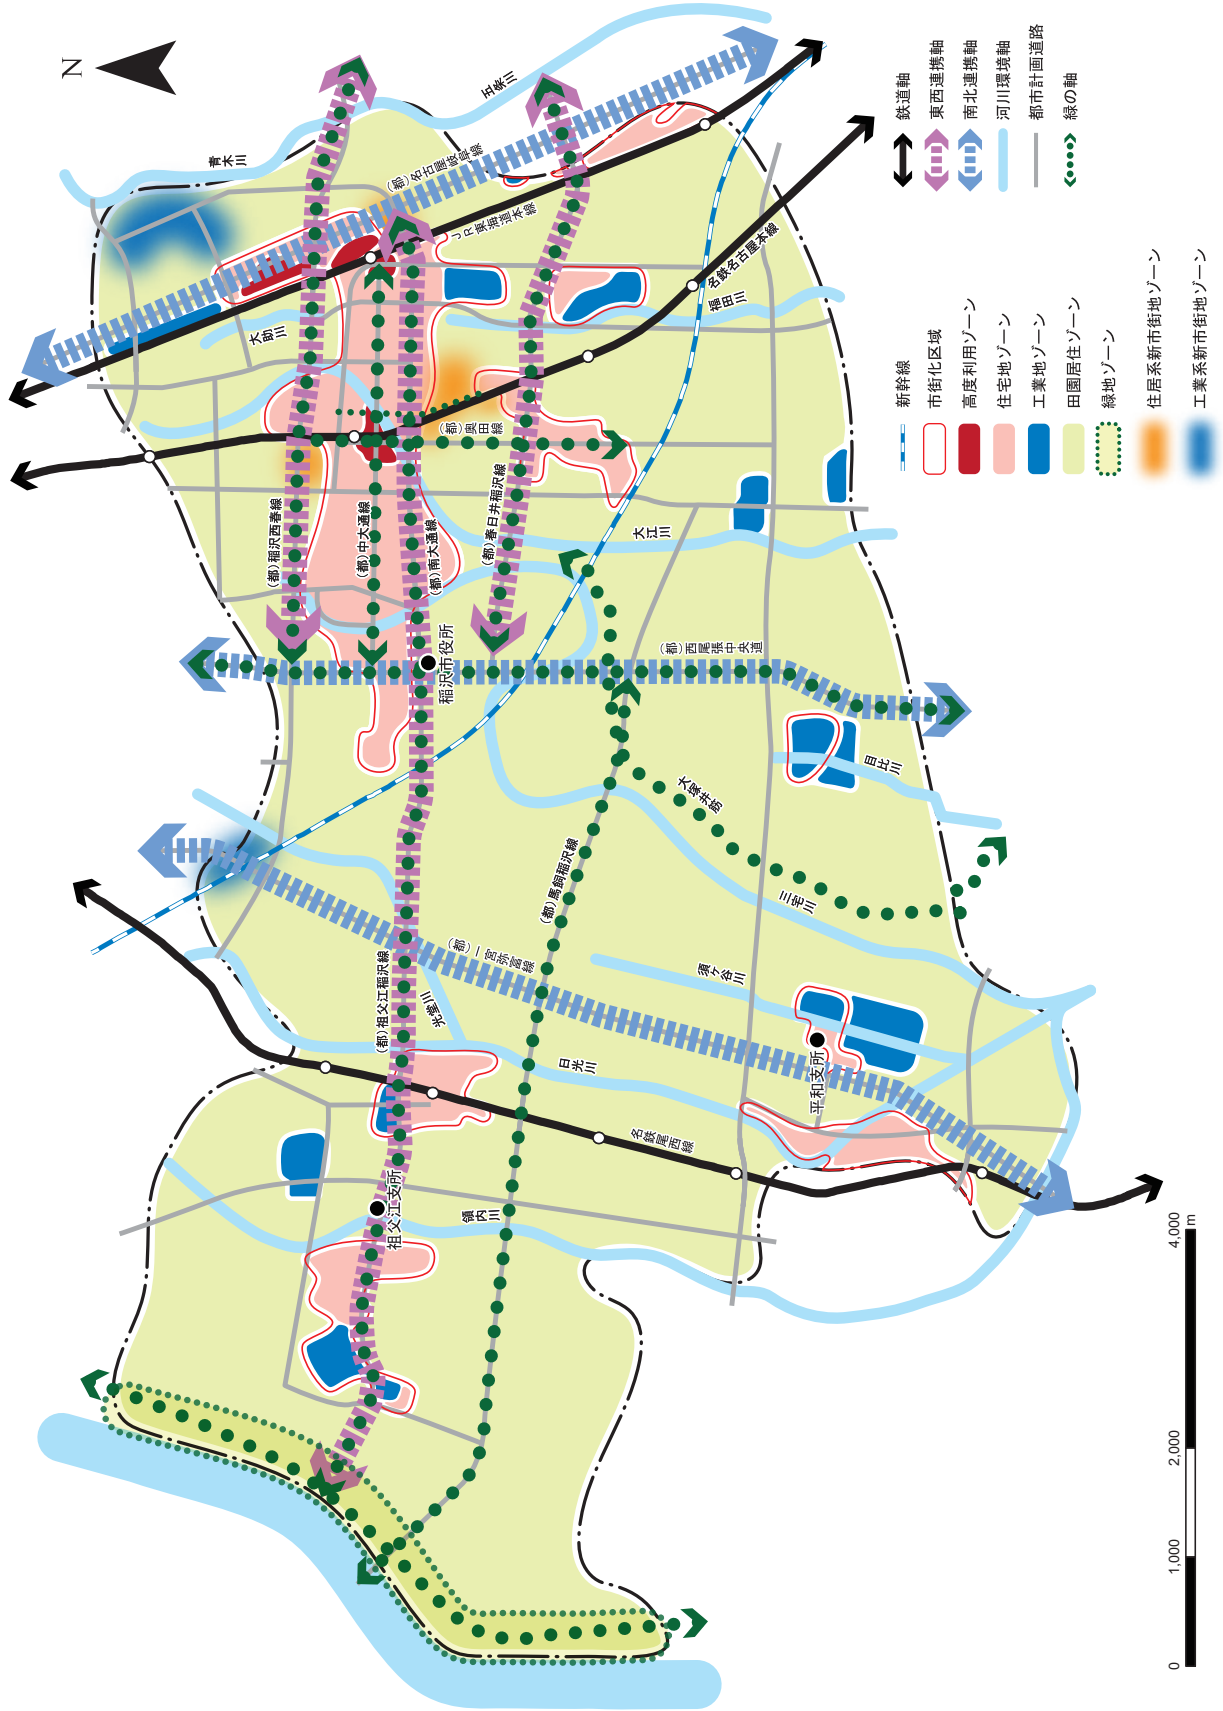 N
青木川
五条川
（都）名古屋岐阜線
JR東海道本線
大助川
（都）稲沢西春線
（都）中大通線
（都）南大通線
（都）奥田線
（都）春日井稲沢線
名鉄名古屋本線
福田川
大江川
稲沢市役所
（都）西尾張中央道
目比川
大塚井筋
（都）馬飼稲沢線
三宅川
（都）一宮弥富線
須ヶ谷川
（都）祖父江稲沢線
光堂川
日光川
平和支所
名鉄尾西線
祖父江支所
領内川
鉄道軸
東西連携軸
南北連携軸
河川環境軸
都市計画道路
緑の軸
新幹線
市街化区域
高度利用ゾーン
住宅地ゾーン
工業地ゾーン
田園居住ゾーン
緑地ゾーン
住居系新市街地ゾーン
工業系新市街地ゾーン
0 1,000 2,000 4,000
m